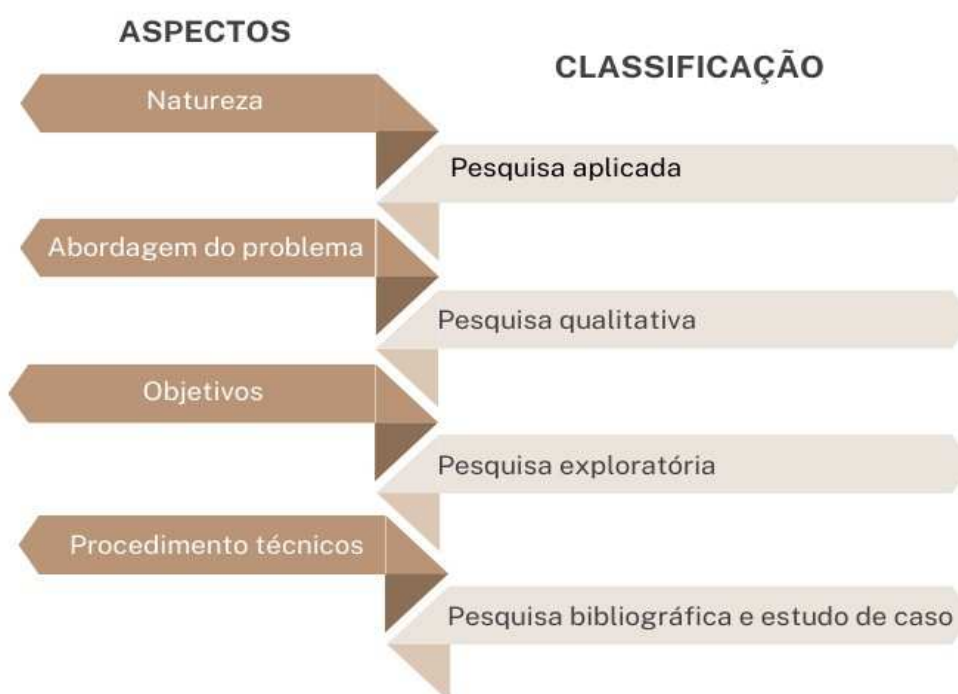 ASPECTOS
CLASSIFICAÇÃO
Natureza
Pesquisa aplicada
Abordagem do problema
Pesquisa qualitativa
Objetivos
Pesquisa exploratória
Procedimento técnicos
Pesquisa bibliográfica e estudo de caso